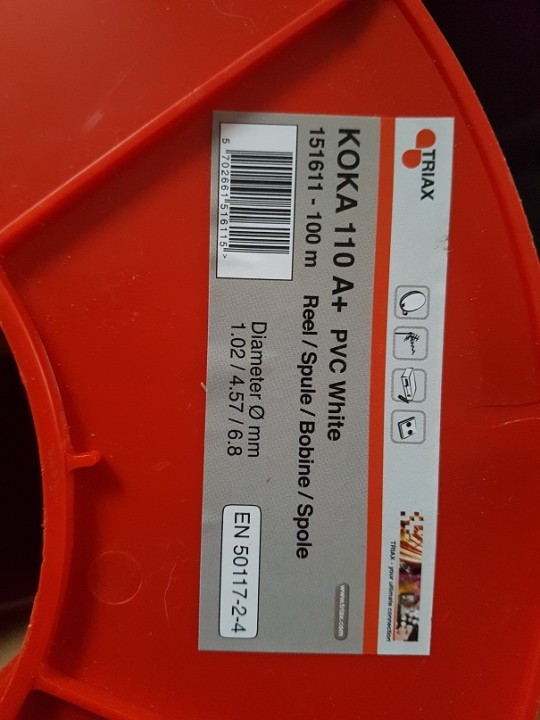 TRIAX
TRIAX - your ultimate connection
KOKA 110 A+ PVC White
151611 - 100 m Reel / Spule / Bobine / Spole
www.triax.com
5 702661 516115 >
Diameter Ø mm
1.02 / 4.57 / 6.8
EN 50117-2-4